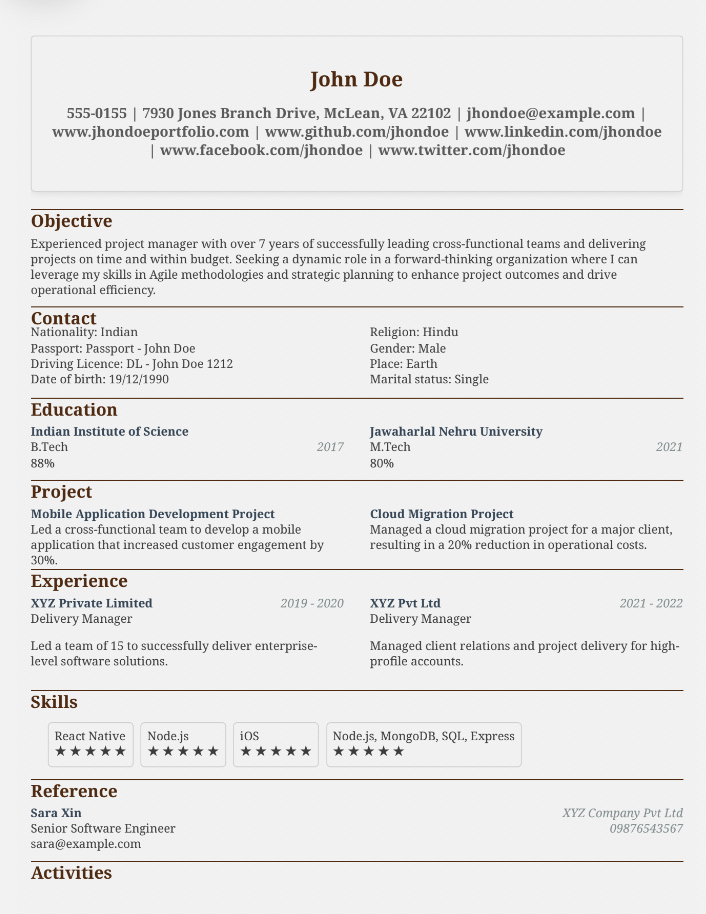 John Doe
555-0155 | 7930 Jones Branch Drive, McLean, VA 22102 | jhondoe@example.com |
www.jhondoeportfolio.com | www.github.com/jhondoe | www.linkedin.com/jhondoe
| www.facebook.com/jhondoe | www.twitter.com/jhondoe
Objective
Experienced project manager with over 7 years of successfully leading cross-functional teams and delivering
projects on time and within budget. Seeking a dynamic role in a forward-thinking organization where I can
leverage my skills in Agile methodologies and strategic planning to enhance project outcomes and drive
operational efficiency.
Contact
Nationality: Indian
Passport: Passport - John Doe
Driving Licence: DL - John Doe 1212
Date of birth: 19/12/1990
Religion: Hindu
Gender: Male
Place: Earth
Marital status: Single
Education
Indian Institute of Science
B.Tech 2017
88%
Jawaharlal Nehru University
M.Tech 2021
80%
Project
Mobile Application Development Project
Led a cross-functional team to develop a mobile
application that increased customer engagement by
30%.
Cloud Migration Project
Managed a cloud migration project for a major client,
resulting in a 20% reduction in operational costs.
Experience
XYZ Private Limited 2019 - 2020
Delivery Manager
Led a team of 15 to successfully deliver enterprise-
level software solutions.
XYZ Pvt Ltd 2021 - 2022
Delivery Manager
Managed client relations and project delivery for high-
profile accounts.
Skills
React Native
★★★★★
Node.js
★★★★★
iOS
★★★★★
Node.js, MongoDB, SQL, Express
★★★★★
Reference
Sara Xin XYZ Company Pvt Ltd
Senior Software Engineer 09876543567
sara@example.com
Activities